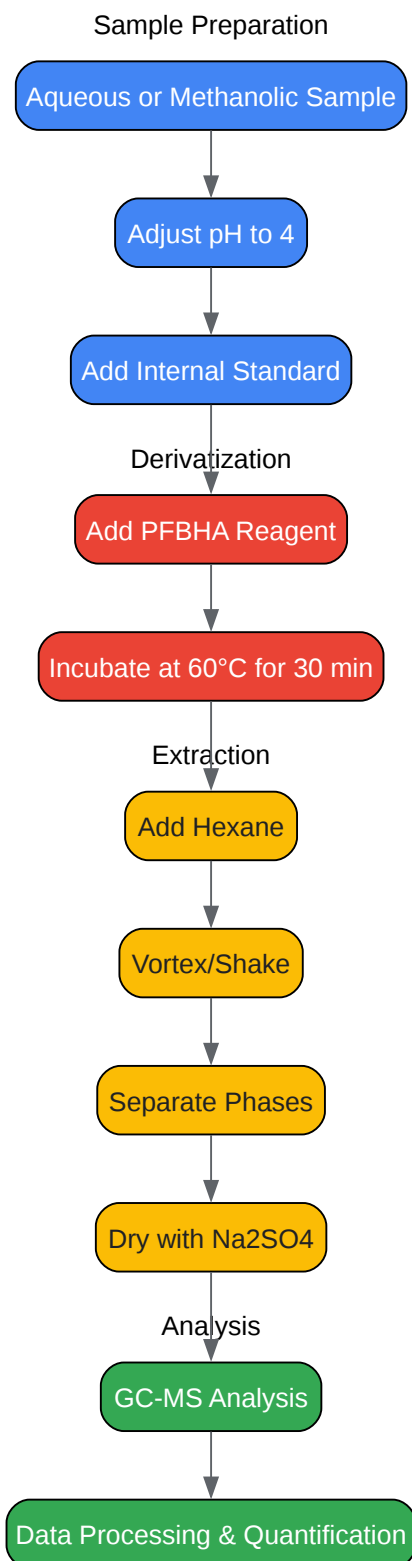 Sample Preparation
Aqueous or Methanolic Sample
Adjust pH to 4
Add Internal Standard
Derivatization
Add PFBHA Reagent
Incubate at 60°C for 30 min
Extraction
Add Hexane
Vortex/Shake
Separate Phases
Dry with Na2SO4
Analysis
GC-MS Analysis
Data Processing & Quantification